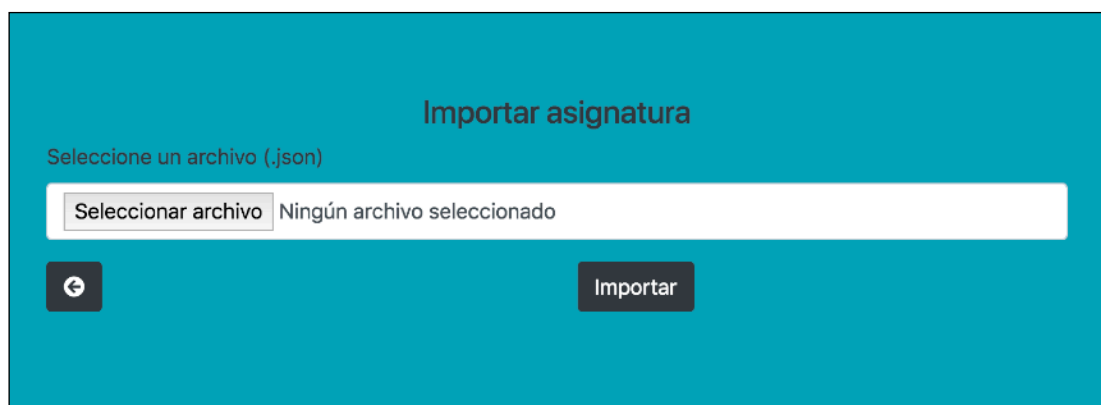 Importar asignatura
Seleccione un archivo (.json)
Seleccionar archivo Ningún archivo seleccionado
Importar